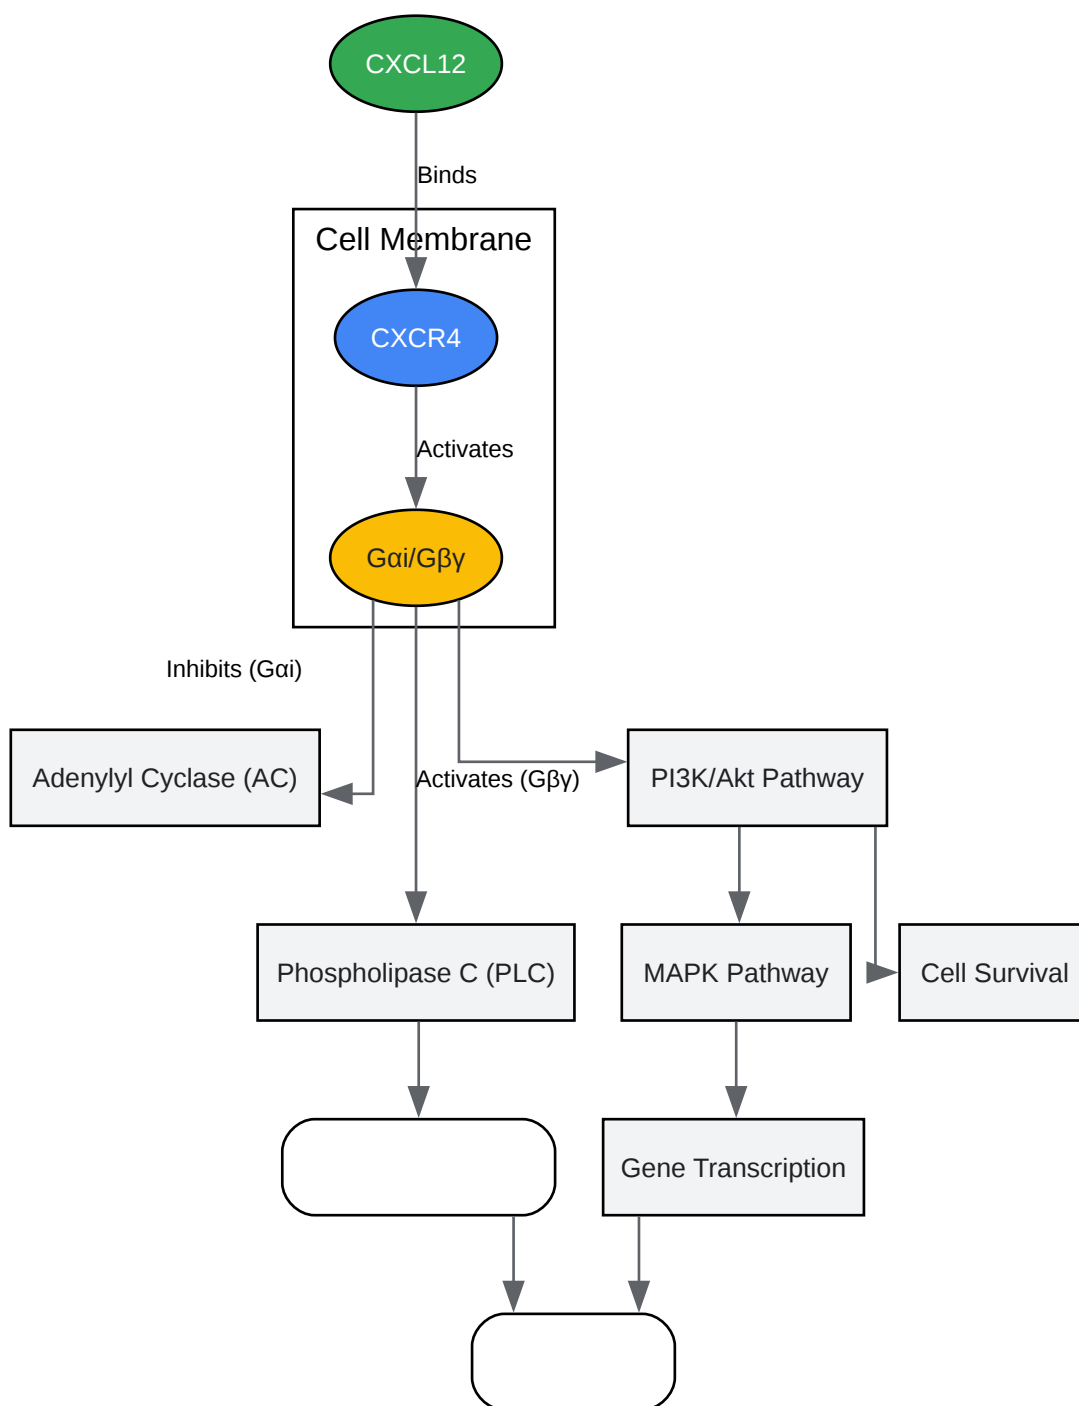 CXCL12
Binds
Cell Membrane
CXCR4
Activates
Gαi/Gβγ
Inhibits (Gαi)
Adenylyl Cyclase (AC)
Activates (Gβγ)
PI3K/Akt Pathway
Phospholipase C (PLC)
MAPK Pathway
Cell Survival
Gene Transcription